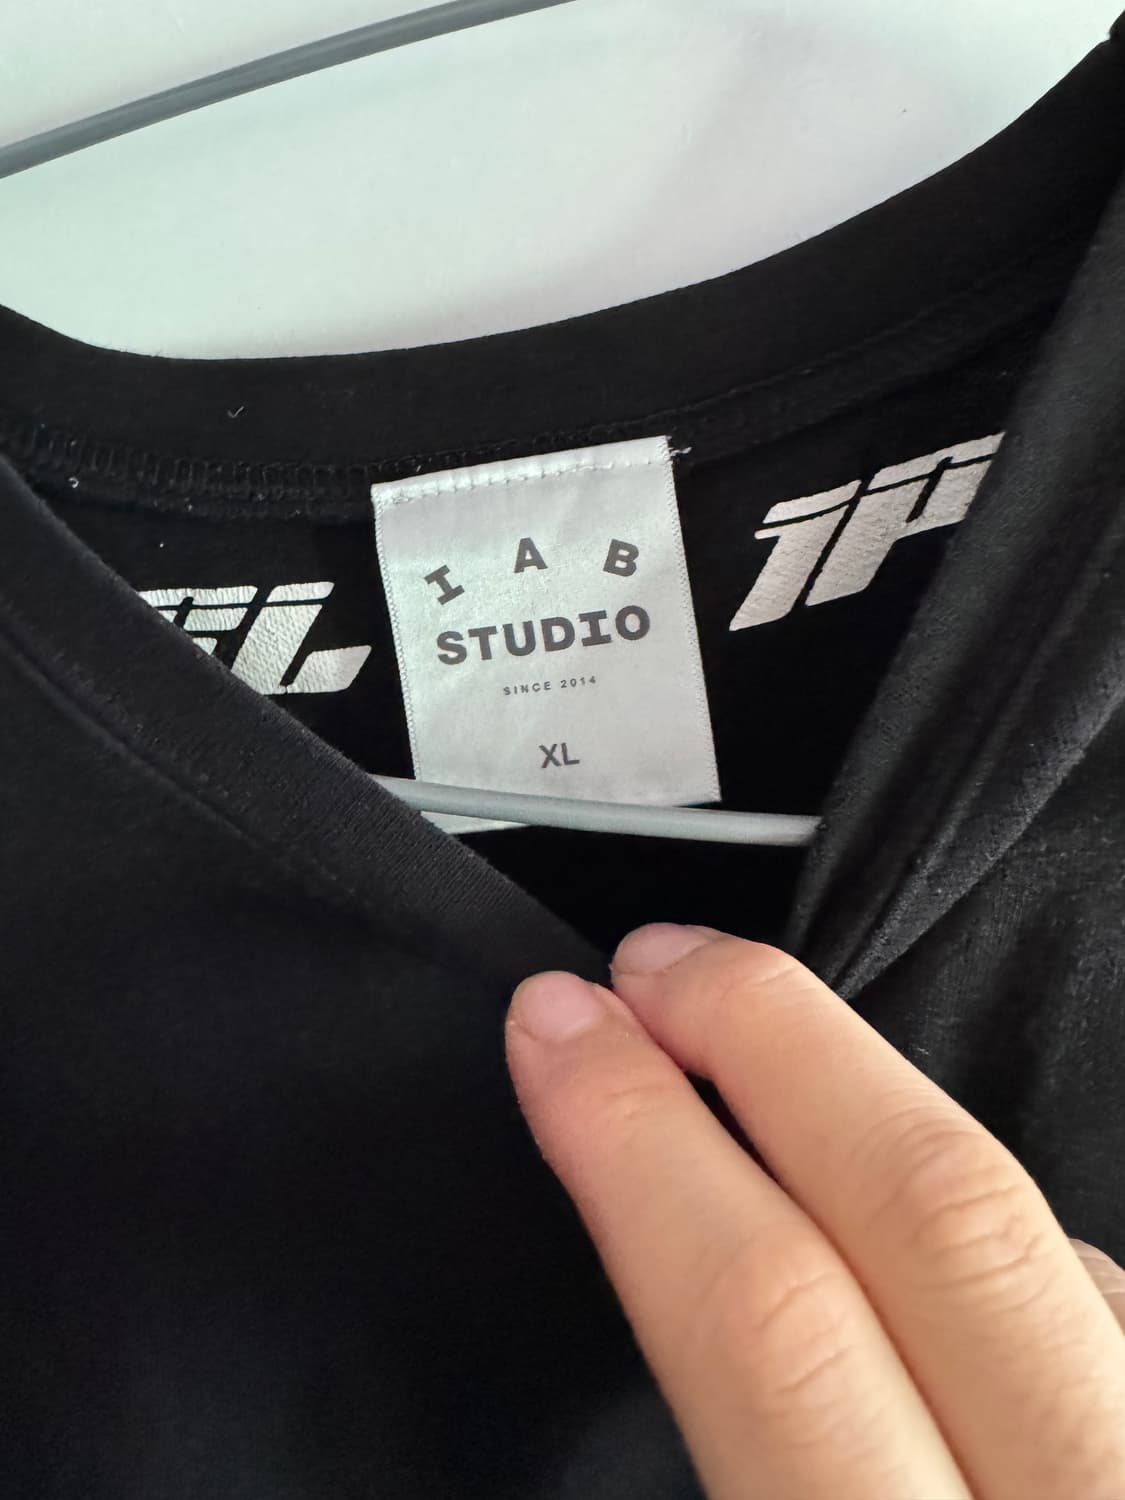 I A B
STUDIO
SINCE 2014
XL